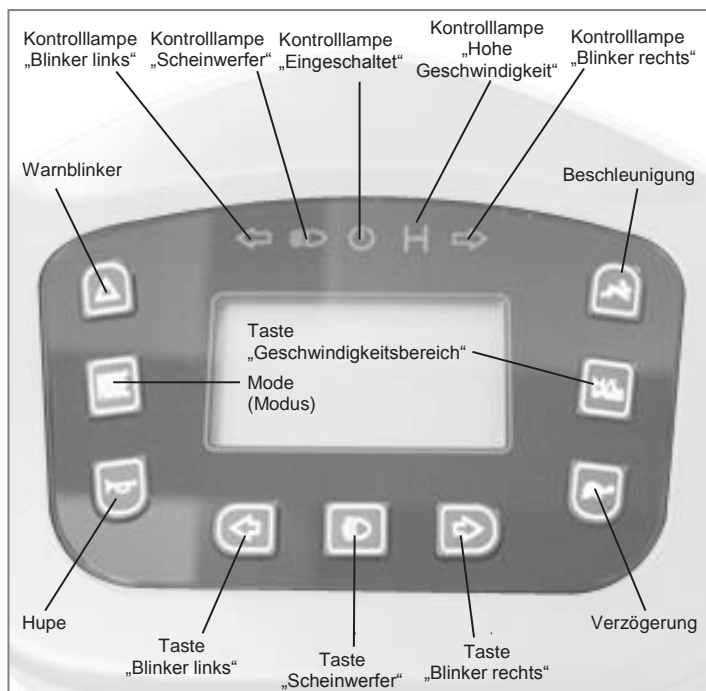 Kontrolllampe
„Blinker links“
Kontrolllampe
„Scheinwerfer“
Kontrolllampe
„Eingeschaltet“
Kontrolllampe
„Hohe
Geschwindigkeit“
Kontrolllampe
„Blinker rechts“
Warnblinker
Beschleunigung
Taste
„Geschwindigkeitsbereich“
Mode
(Modus)
Hupe
Verzögerung
Taste
„Blinker links“
Taste
„Scheinwerfer“
Taste
„Blinker rechts“